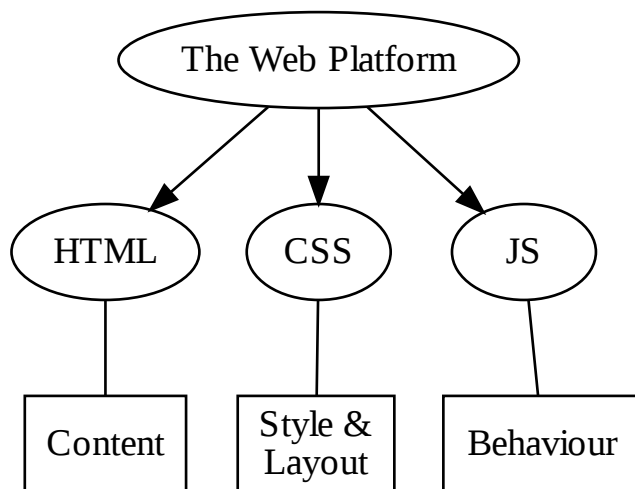 The Web Platform
HTML
CSS
JS
Content
Style &
Layout
Behaviour